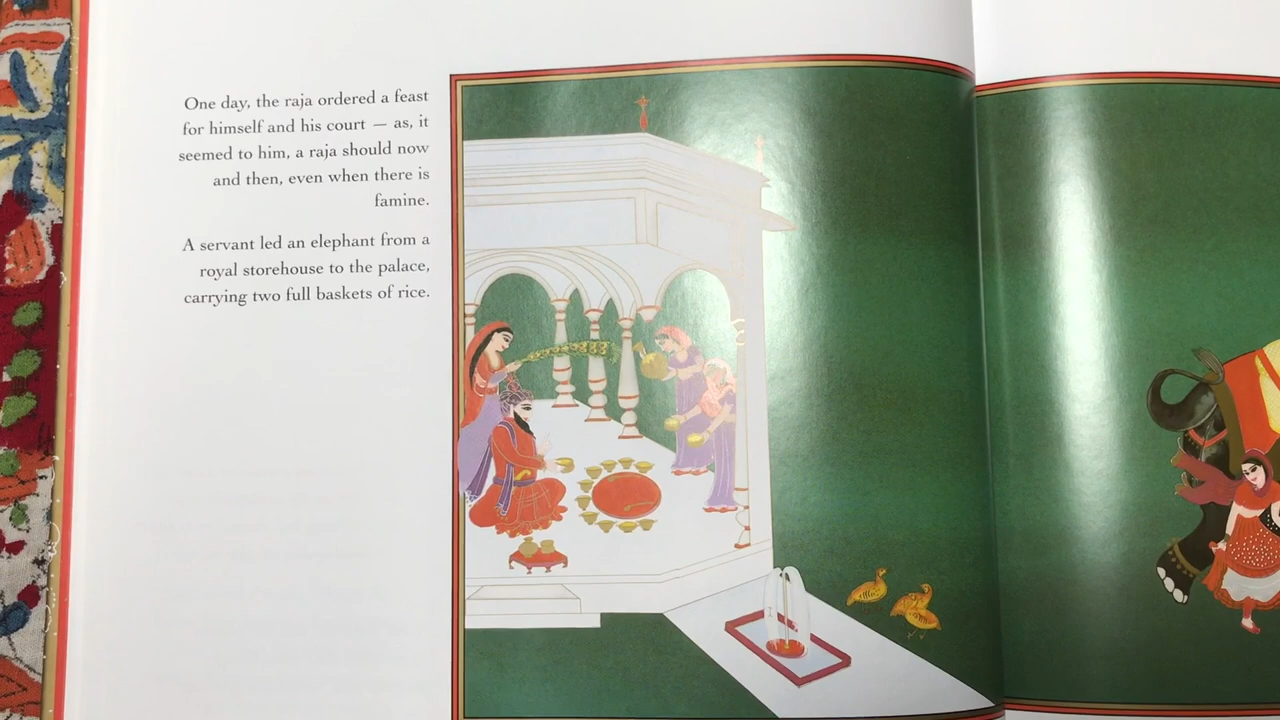 One day, the raja ordered a feast
for himself and his court — as, it
seemed to him, a raja should now
and then, even when there is
famine.
A servant led an elephant from a
royal storehouse to the palace,
carrying two full baskets of rice.